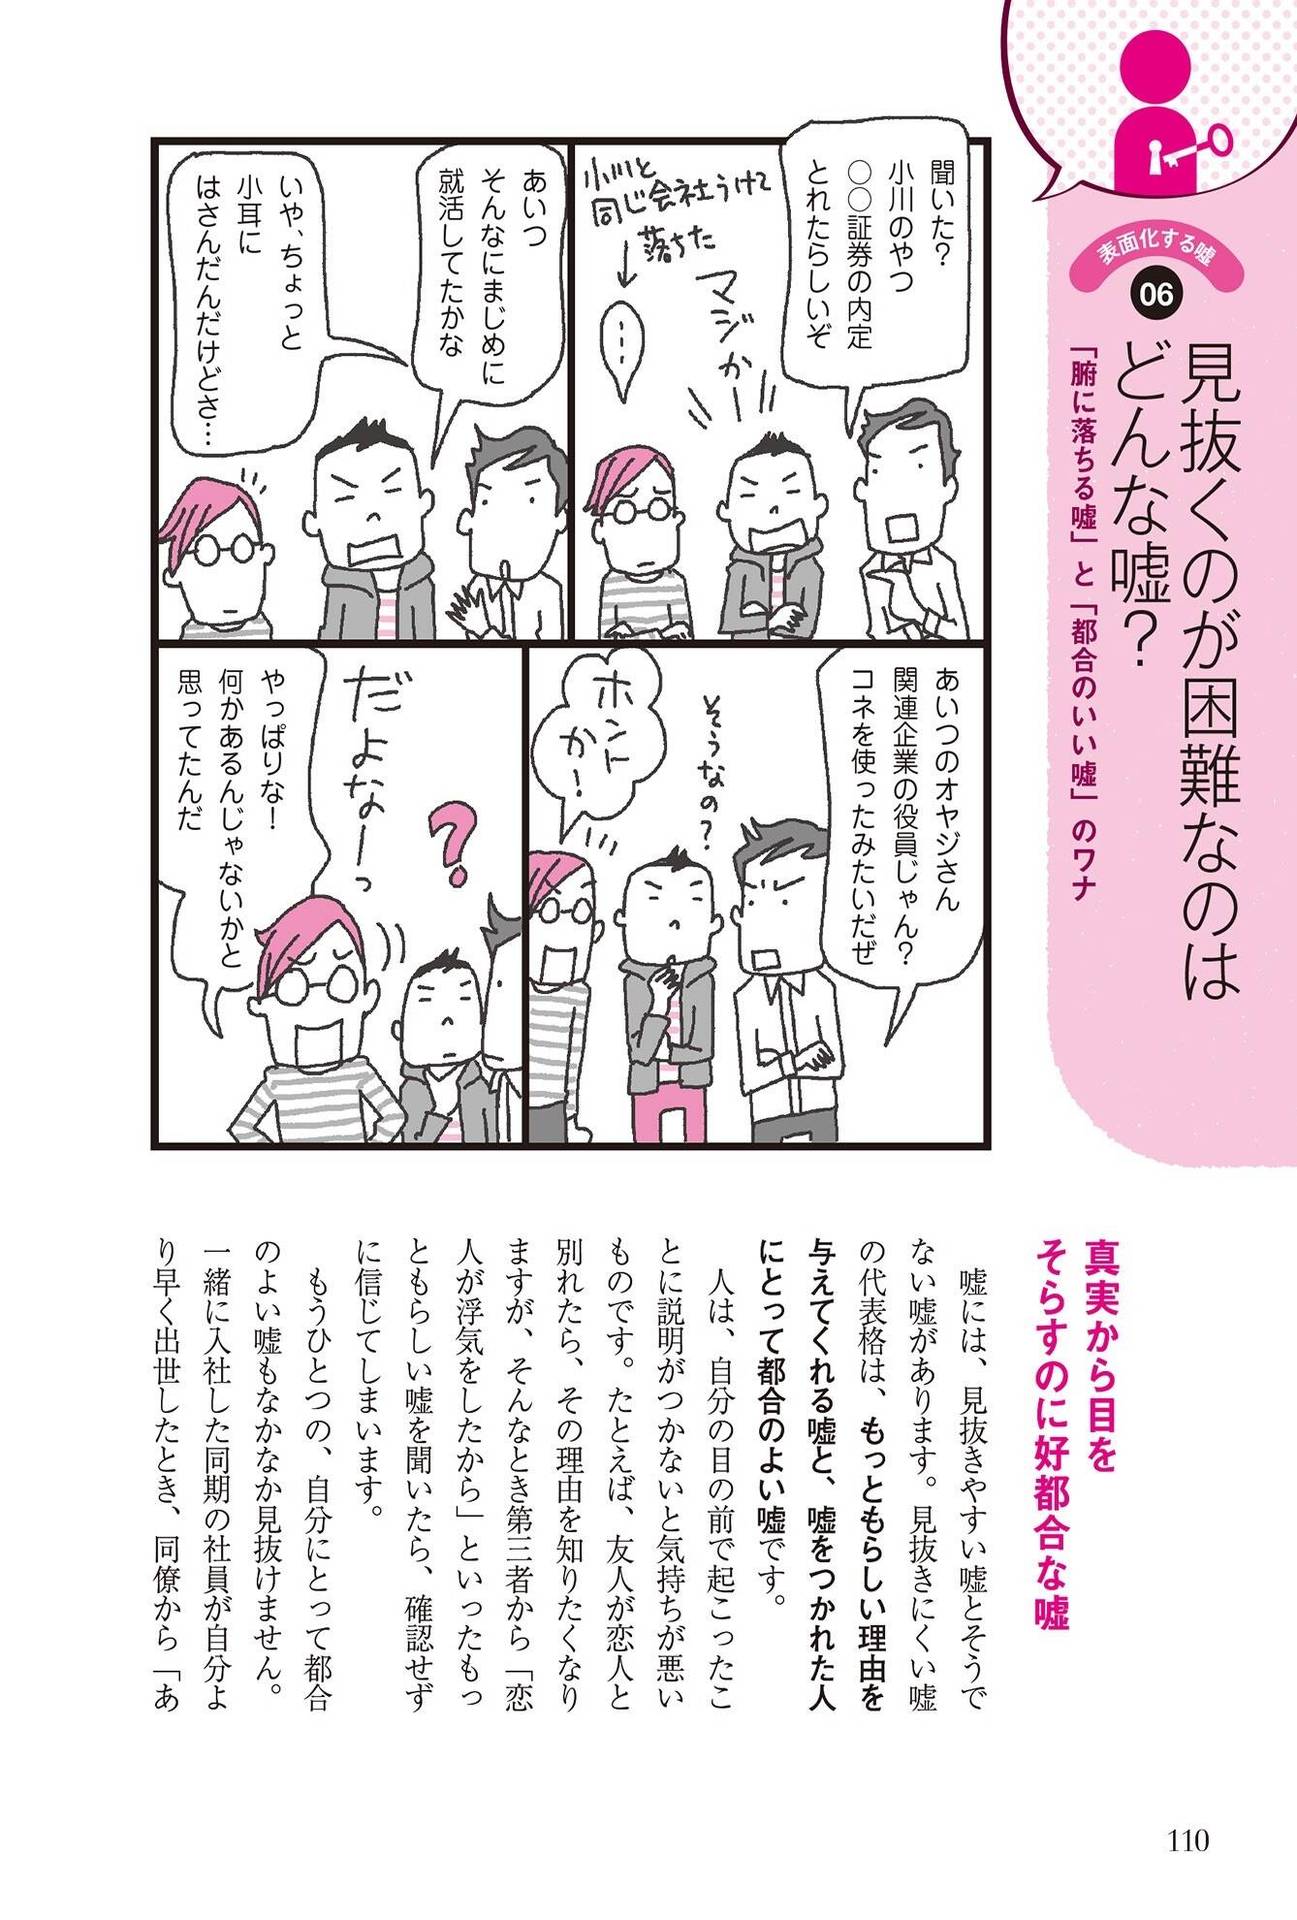 表面化する嘘
06
見抜くのが困難なのは
どんな嘘？
「腑に落ちる嘘」と「都合のいい嘘」のワナ
聞いた？
小川のやつ
○○証券の内定
とれたらしいぞ
マジかー
小川と
同じ会社うけて
落ちた
…
あいつ
そんなにまじめに
就活してたかな
いや、ちょっと
小耳に
はさんだんだけどさ…
あいつのオヤジさん
関連企業の役員じゃん？
コネを使ったみたいだぜ
そうなの？
ホント
か！
？
だよなーっ
やっぱりな！
何かあるんじゃないかと
思ってたんだ
真実から目を
そらすのに好都合な嘘
嘘には、見抜きやすい嘘とそうで
ない嘘があります。見抜きにくい嘘
の代表格は、もっともらしい理由を
与えてくれる嘘と、嘘をつかれた人
にとって都合のよい嘘です。
人は、自分の目の前で起こったこ
とに説明がつかないと気持ちが悪い
ものです。たとえば、友人が恋人と
別れたら、その理由を知りたくなり
ますが、そんなとき第三者から「恋
人が浮気をしたから」といったもっ
ともらしい嘘を聞いたら、確認せず
に信じてしまいます。
もうひとつの、自分にとって都合
のよい嘘もなかなか見抜けません。
一緒に入社した同期の社員が自分よ
り早く出世したとき、同僚から「あ
110